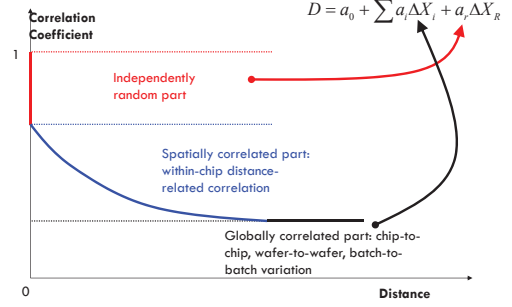 Correlation
Coefficient
D = a₀ + ∑ aᵢΔXᵢ + aᵣΔX_R
1
Independently
random part
Spatially correlated part:
within-chip distance-
related correlation
Globally correlated part: chip-to-
chip, wafer-to-wafer, batch-to-
batch variation
0
Distance